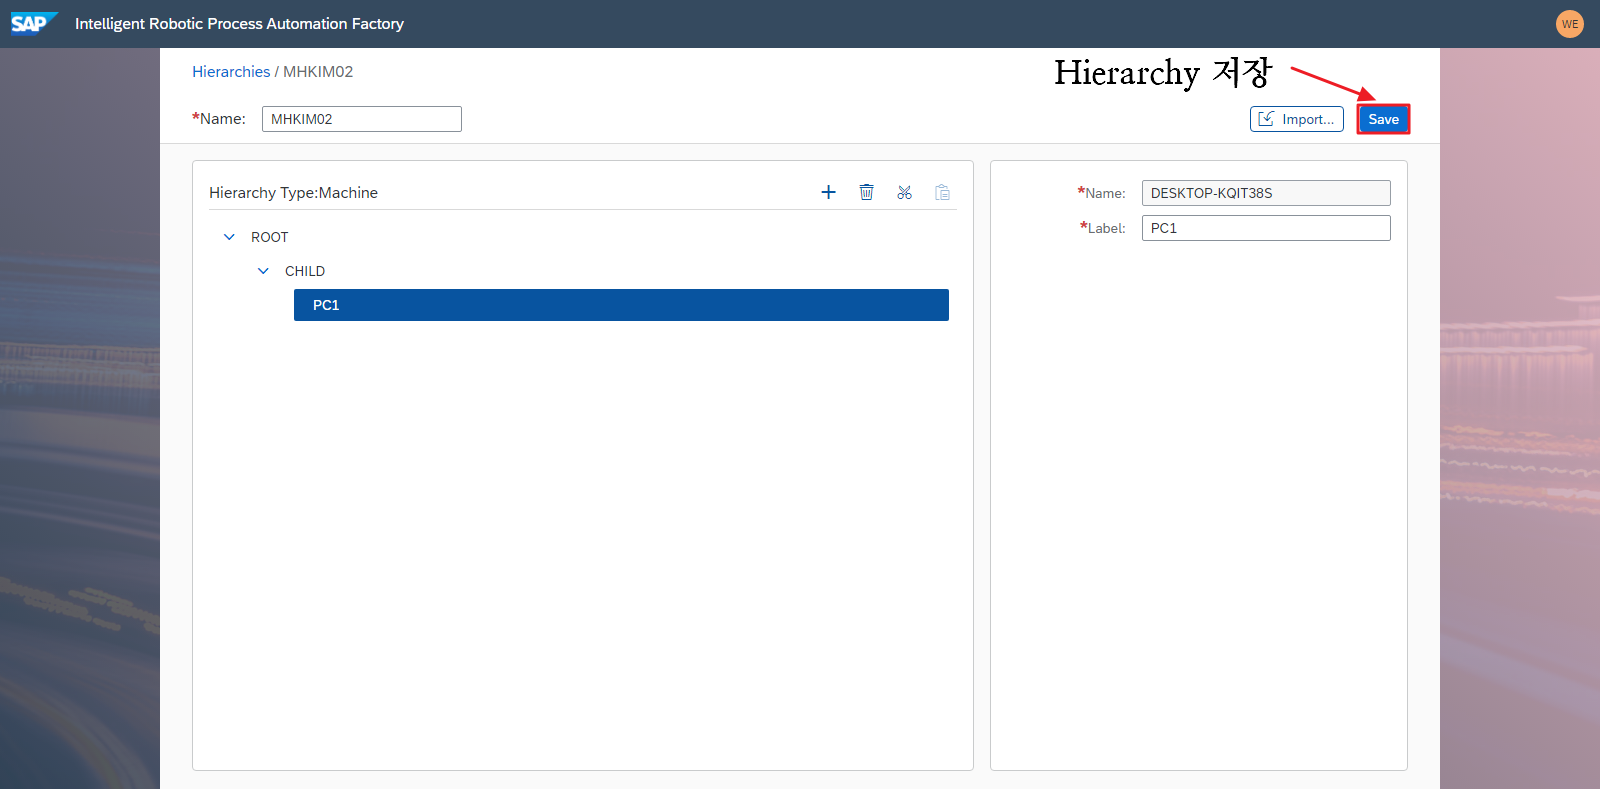 SAP Intelligent Robotic Process Automation Factory WE
Hierarchies / MHKIM02
Hierarchy 저장
*Name: MHKIM02
Import... Save
Hierarchy Type:Machine
ROOT
CHILD
PC1
*Name: DESKTOP-KQIT38S
*Label: PC1